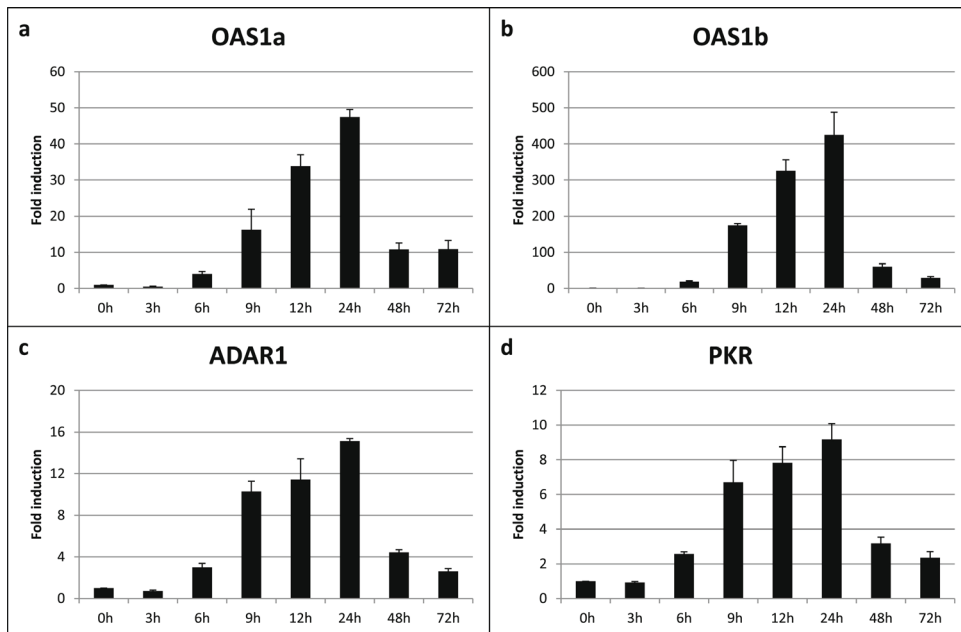 a
OAS1a
Fold induction
60
50
40
30
20
10
0
0h 3h 6h 9h 12h 24h 48h 72h
b
OAS1b
Fold induction
600
500
400
300
200
100
0
0h 3h 6h 9h 12h 24h 48h 72h
c
ADAR1
Fold induction
20
16
12
8
4
0
0h 3h 6h 9h 12h 24h 48h 72h
d
PKR
Fold induction
12
10
8
6
4
2
0
0h 3h 6h 9h 12h 24h 48h 72h